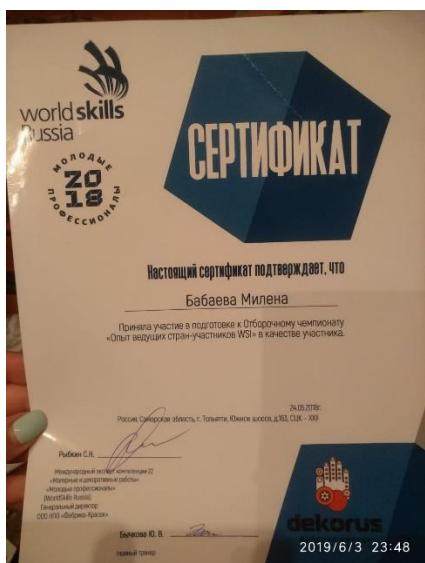 worldskills
Russia
МОЛОДЫЕ
2018
ПРОФЕССИОНАЛЫ
СЕРТИФИКАТ
Настоящий сертификат подтверждает, что
Бабаева Милена
Приняла участие в подготовке к Отборочному чемпионату
«Опыт ведущих стран-участников WSI» в качестве участника.
24.05.2018г.
Россия, Самарская область, г. Тольятти, Южное шоссе, д.163, СЦК - XXI
Рыбкин С.Н.
Международный эксперт компетенции 22
«Малярные и декоративные работы»
«Молодые профессионалы»
(WorldSkills Russia),
Генеральный директор
ООО НПО «Фабрика-Красок»
Бычкова Ю. В.
главный тренер
dekorus
2019/6/3 23:48